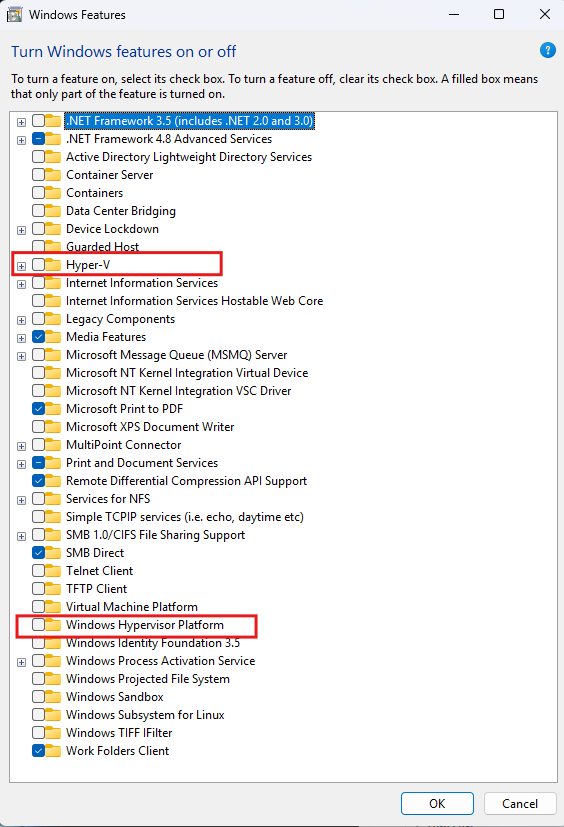 Windows Features
Turn Windows features on or off
To turn a feature on, select its check box. To turn a feature off, clear its check box. A filled box means
that only part of the feature is turned on.
.NET Framework 3.5 (includes .NET 2.0 and 3.0)
.NET Framework 4.8 Advanced Services
Active Directory Lightweight Directory Services
Container Server
Containers
Data Center Bridging
Device Lockdown
Guarded Host
Hyper-V
Internet Information Services
Internet Information Services Hostable Web Core
Legacy Components
Media Features
Microsoft Message Queue (MSMQ) Server
Microsoft NT Kernel Integration Virtual Device
Microsoft NT Kernel Integration VSC Driver
Microsoft Print to PDF
Microsoft XPS Document Writer
MultiPoint Connector
Print and Document Services
Remote Differential Compression API Support
Services for NFS
Simple TCPIP services (i.e. echo, daytime etc)
SMB 1.0/CIFS File Sharing Support
SMB Direct
Telnet Client
TFTP Client
Virtual Machine Platform
Windows Hypervisor Platform
Windows Identity Foundation 3.5
Windows Process Activation Service
Windows Projected File System
Windows Sandbox
Windows Subsystem for Linux
Windows TIFF IFilter
Work Folders Client
OK Cancel